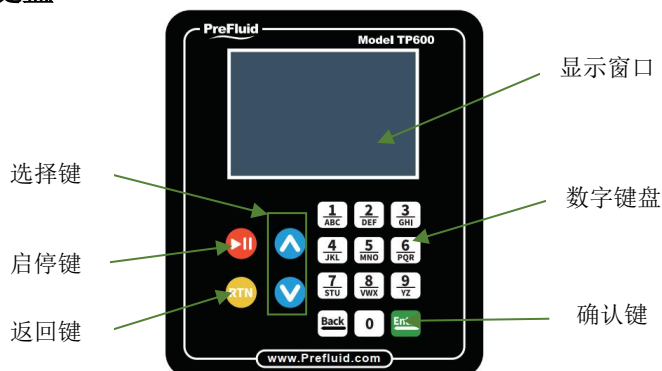 PreFluid
Model TP600
显示窗口
选择键
数字键盘
启停键
返回键
确认键
1 ABC
2 DEF
3 GHI
4 JKL
5 MNO
6 PQR
7 STU
8 VWX
9 YZ
RTN
Back
0
www.Prefluid.com